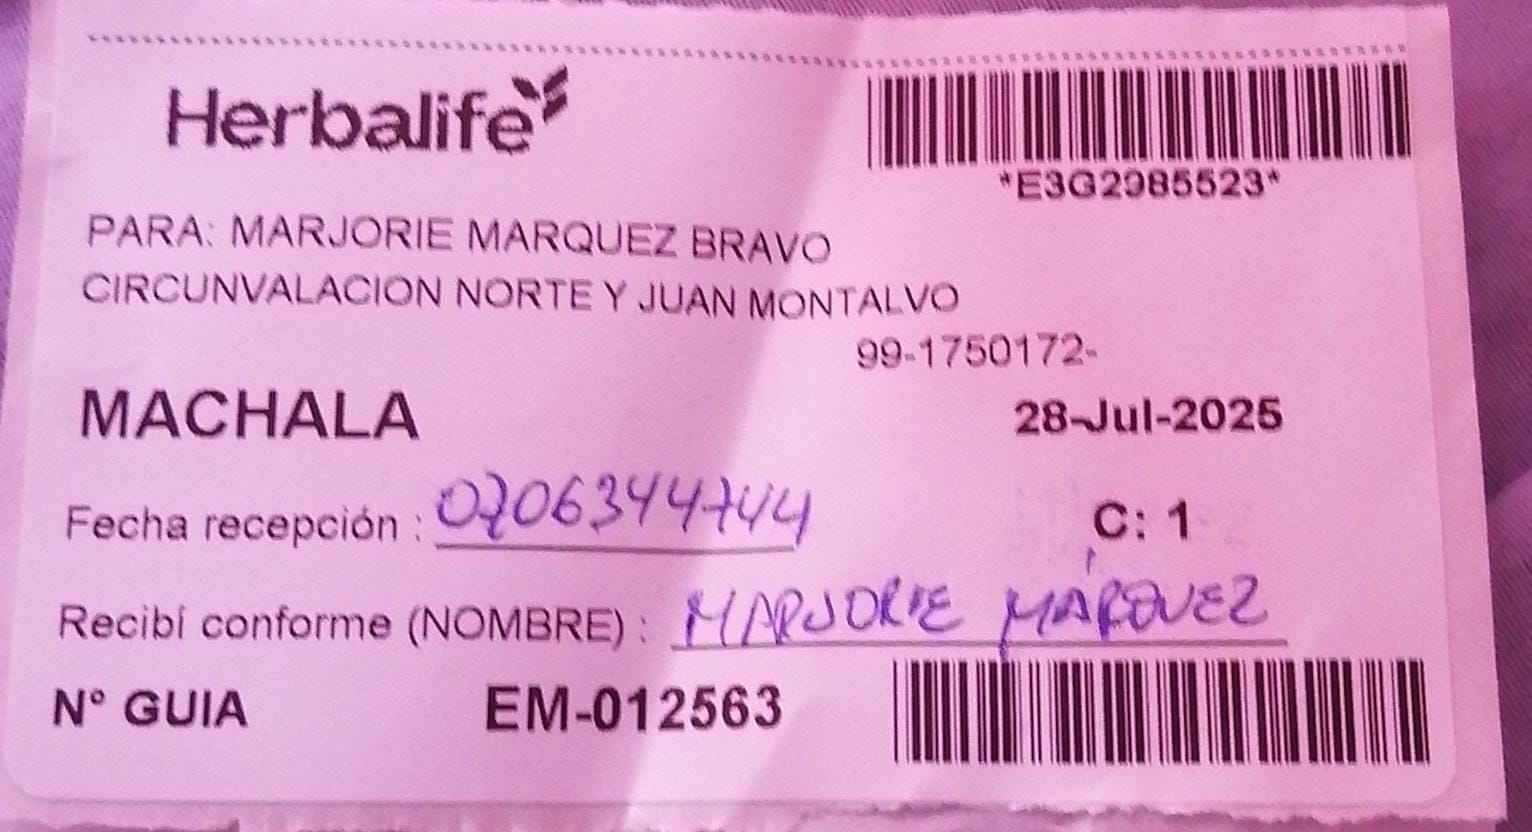 Herbalife
*E3G2985523*
PARA: MARJORIE MARQUEZ BRAVO
CIRCUNVALACION NORTE Y JUAN MONTALVO
99-1750172-
MACHALA
28-Jul-2025
Fecha recepción : 0706344744
C: 1
Recibí conforme (NOMBRE) : MARJORIE MÁRQUEZ
N° GUIA EM-012563